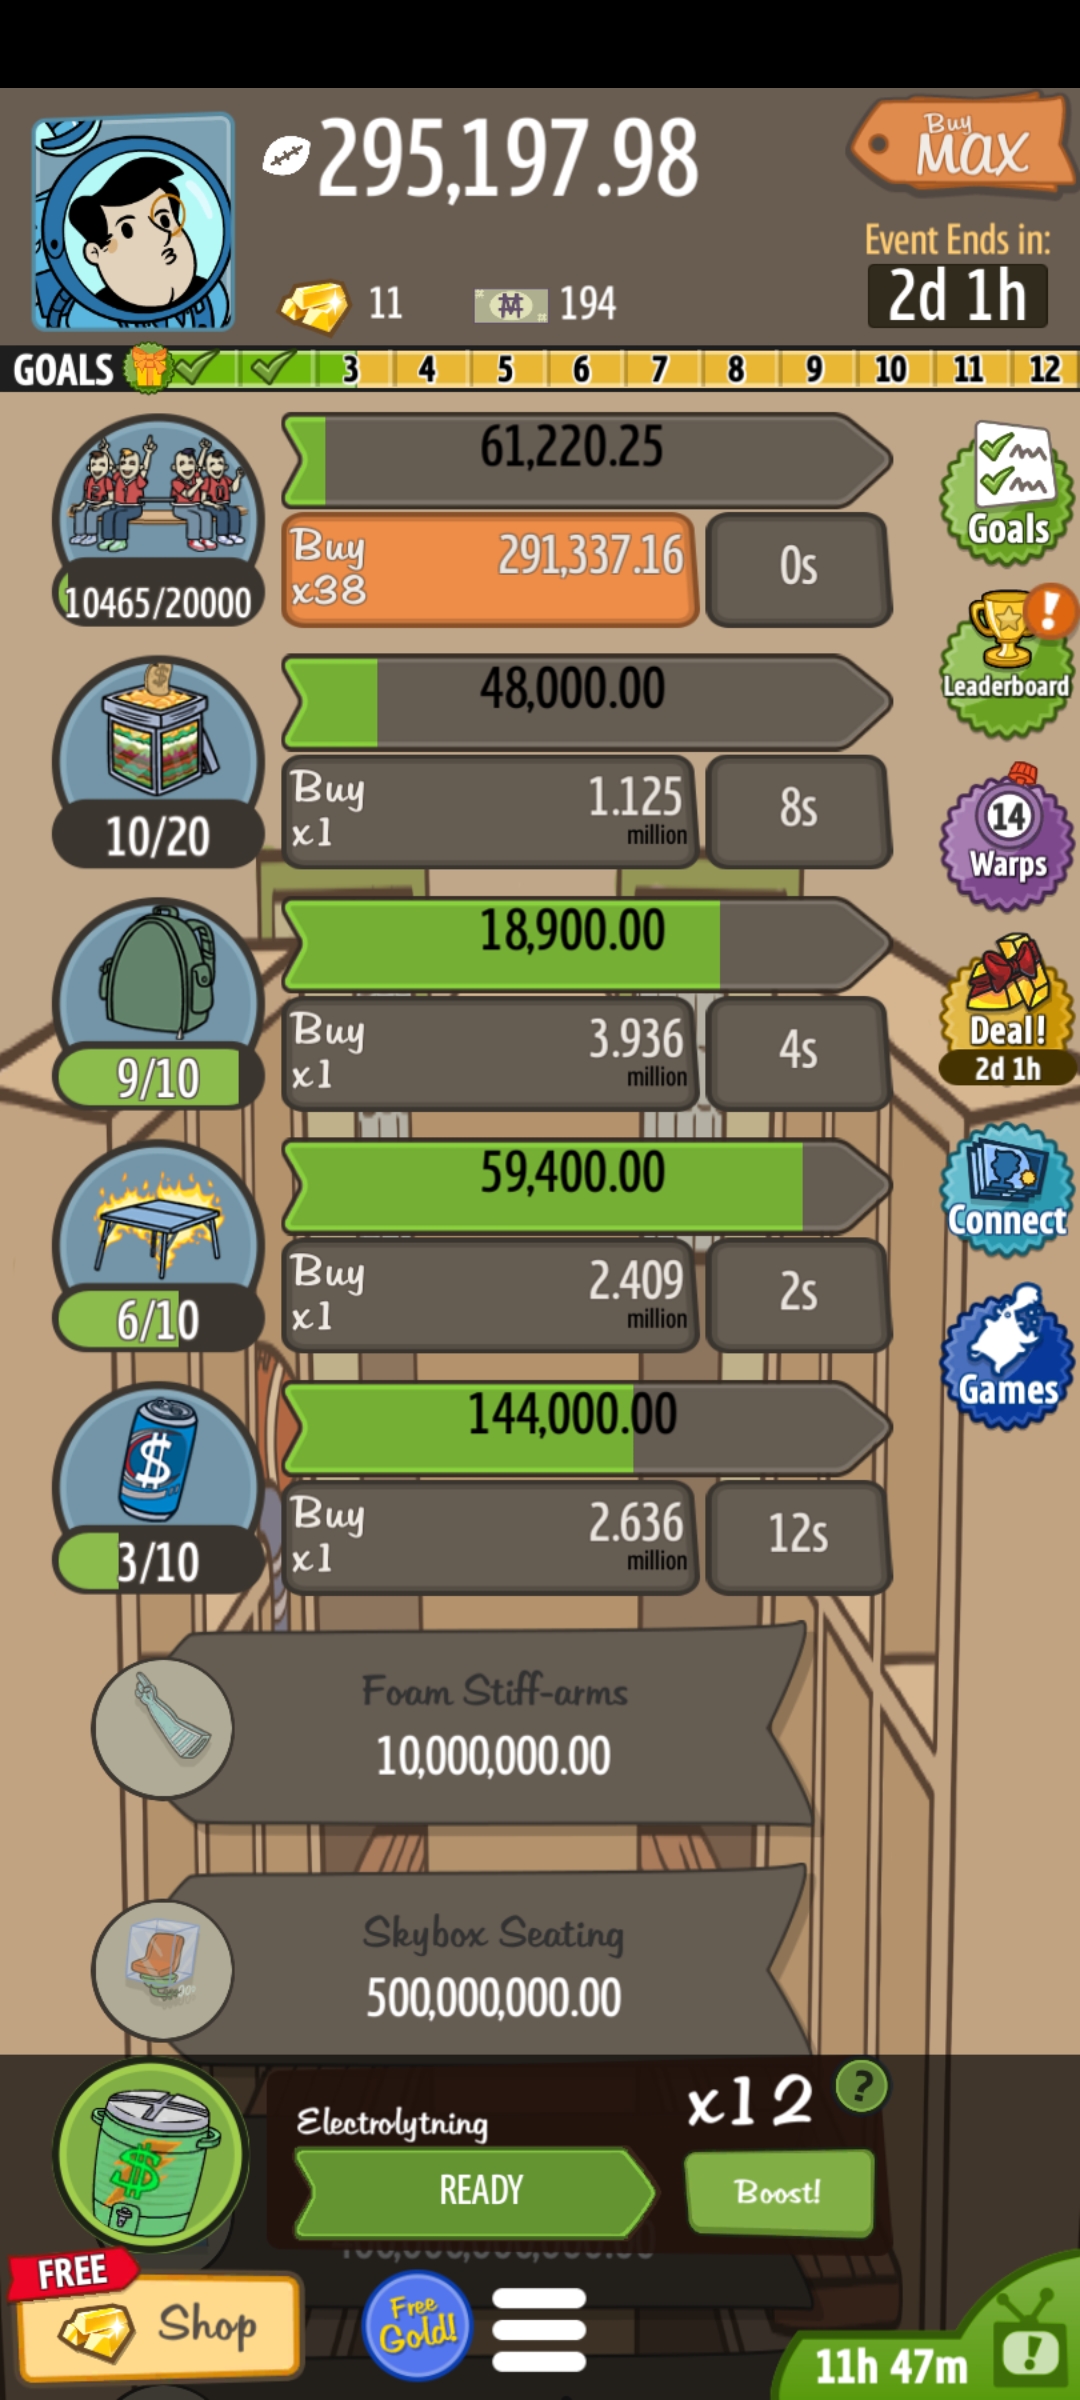 295,197.98
Buy
MAX
Event Ends in:
2d 1h
11
194
GOALS 3 4 5 6 7 8 9 10 11 12
61,220.25
Buy
x38
291,337.16
0s
10465/20000
Goals
48,000.00
Buy
x1
1.125
million
8s
10/20
Leaderboard
18,900.00
Buy
x1
3.936
million
4s
9/10
14
Warps
Deal!
2d 1h
59,400.00
Buy
x1
2.409
million
2s
6/10
Connect
144,000.00
Buy
x1
2.636
million
12s
3/10
Games
Foam Stiff-arms
10,000,000.00
Skybox Seating
500,000,000.00
Electrolytning
x12
?
READY
Boost!
FREE
Shop
Free
Gold!
11h 47m